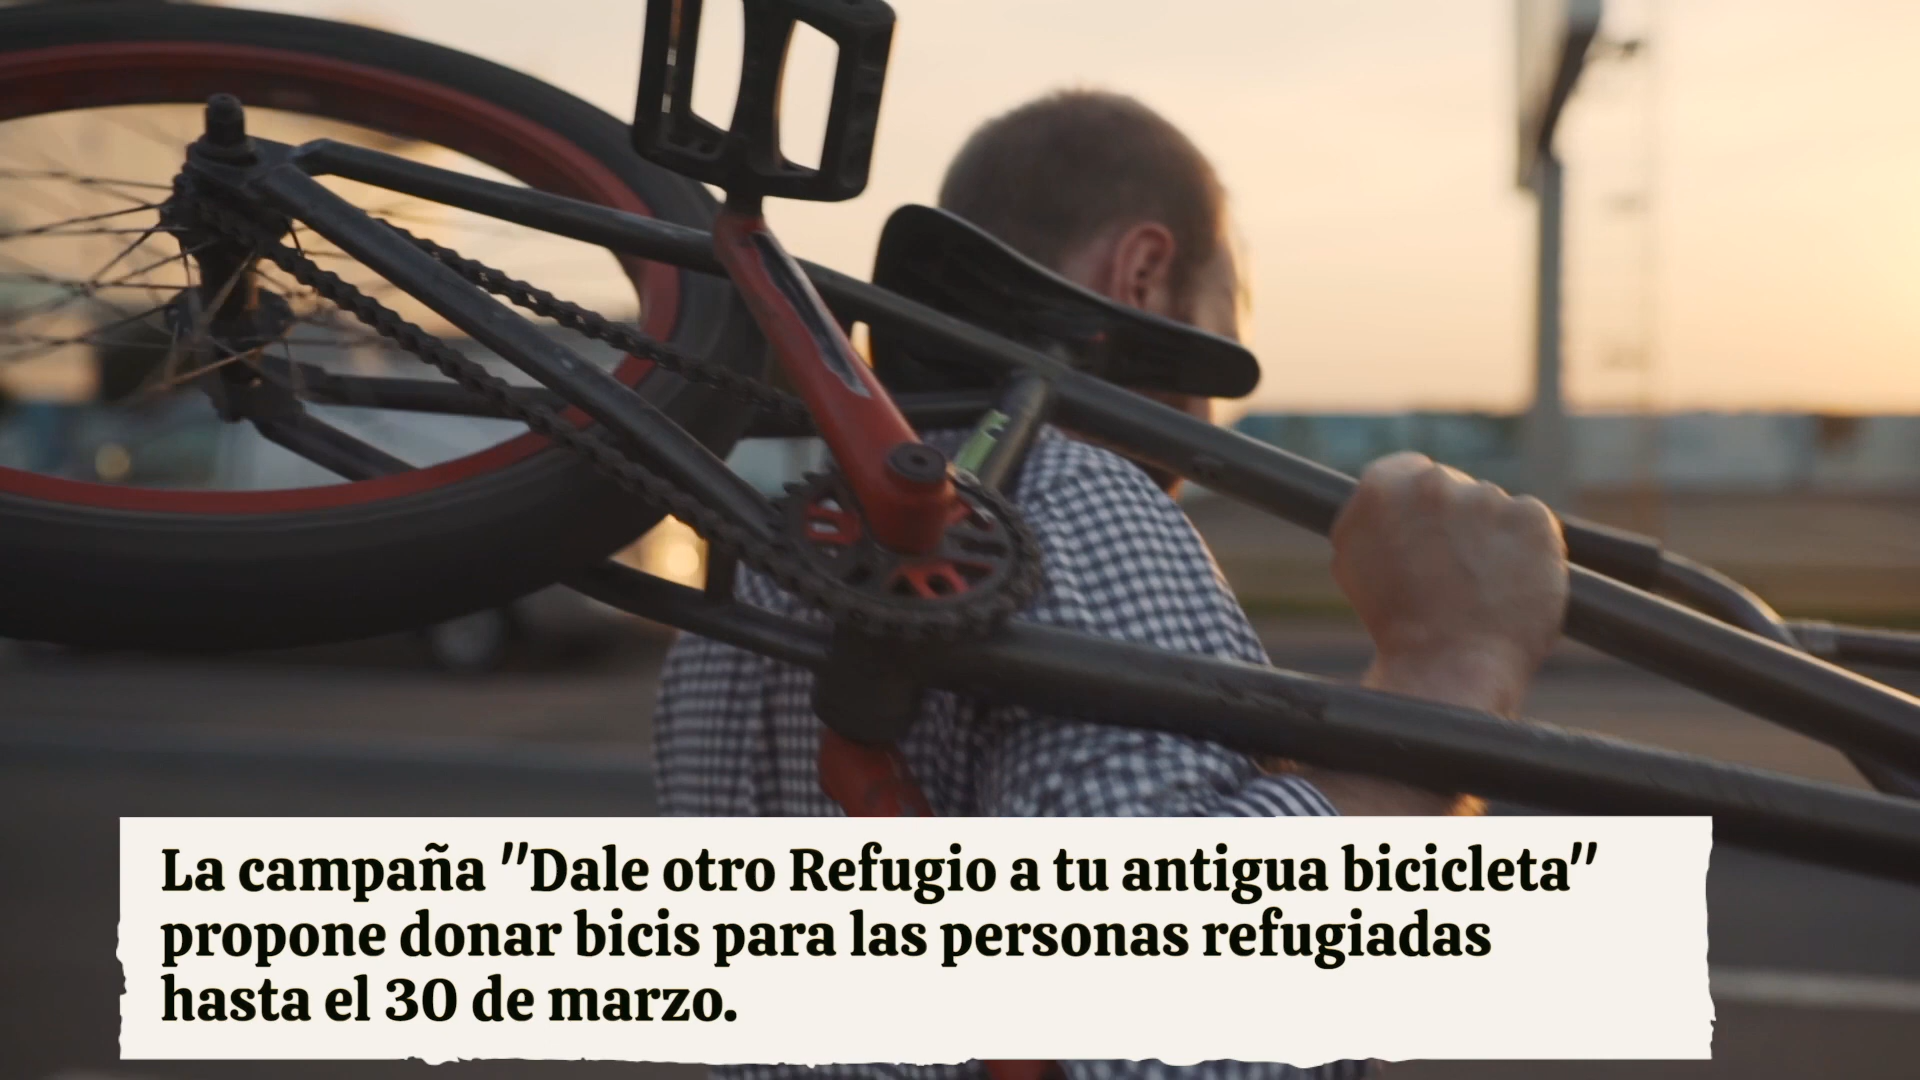 La campaña "Dale otro Refugio a tu antigua bicicleta"
propone donar bicis para las personas refugiadas
hasta el 30 de marzo.